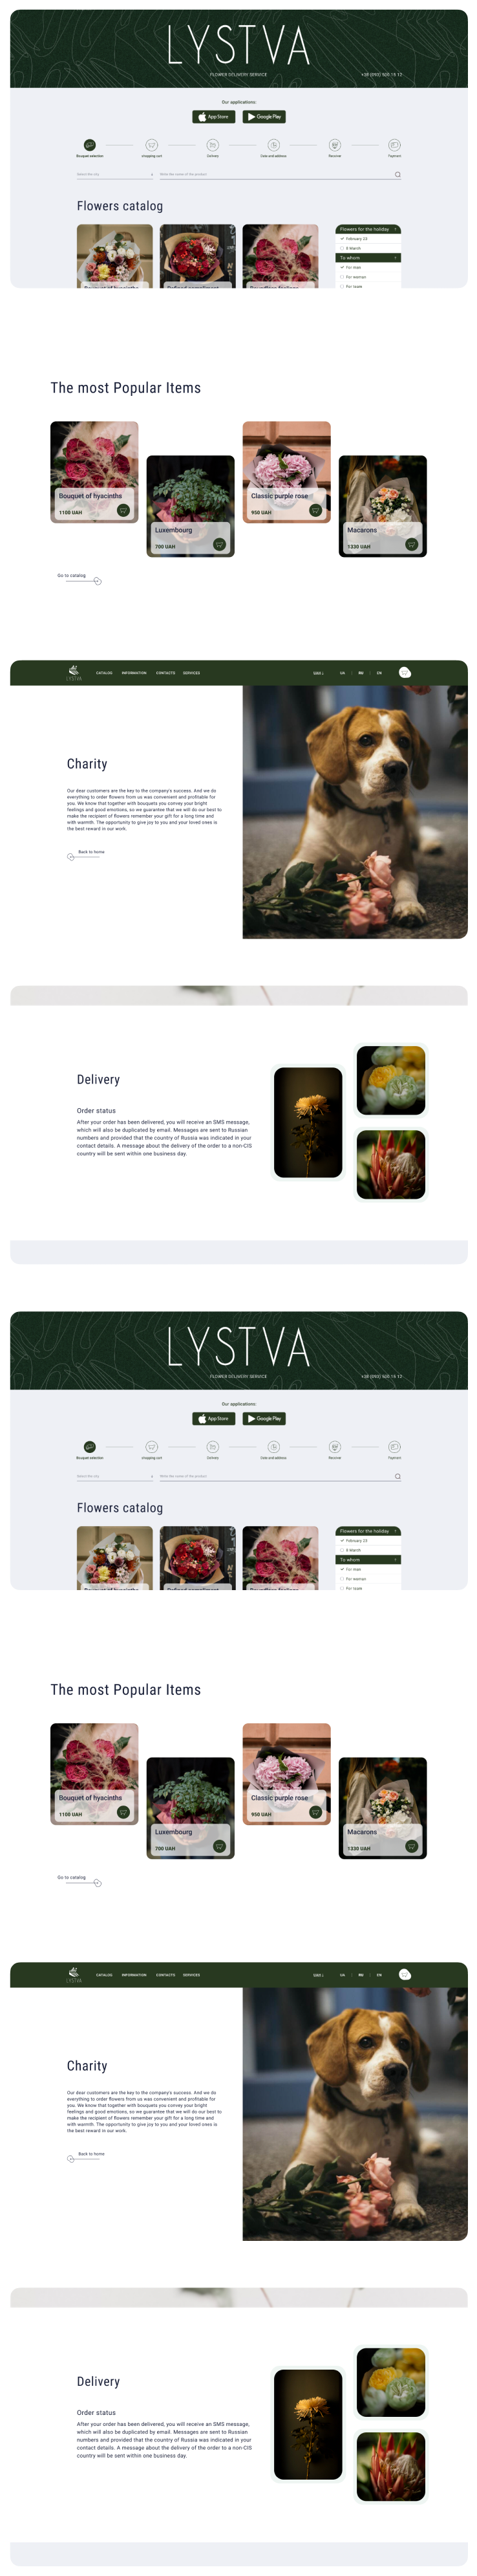 LYSTVA
FLOWER DELIVERY SERVICE
Our applications:
App Store
Google Play
Bouquet selection
shopping cart
Delivery
Date and address
Receiver
Payment
Select the city
Write the name of the product
Flowers catalog
Flowers for the holiday
February 23
8 March
To whom
For man
For woman
For team
The most Popular Items
Bouquet of hyacinths
1100 UAH
Luxembourg
700 UAH
Classic purple rose
950 UAH
Macarons
1330 UAH
Go to catalog
LYSTVA
CATALOG
INFORMATION
CONTACTS
SERVICES
UA
RU
EN
Charity
Our dear customers are the key to the company's success. And we do
everything to order flowers from us was convenient and profitable for
you. We know that together with bouquets you convey your bright
feelings and good emotions, so we guarantee that we will do our best to
make the recipient of flowers remember your gift for a long time and
with warmth. The opportunity to give joy to you and your loved ones is
the best reward in our work.
Back to home
Delivery
Order status
After your order has been delivered, you will receive an SMS message,
which will also be duplicated by email. Messages are sent to Russian
numbers and provided that the country of Russia was indicated in your
contact details. A message about the delivery of the order to a non-CIS
country will be sent within one business day.
LYSTVA
FLOWER DELIVERY SERVICE
Our applications:
App Store
Google Play
Bouquet selection
shopping cart
Delivery
Date and address
Receiver
Payment
Select the city
Write the name of the product
Flowers catalog
Flowers for the holiday
February 23
8 March
To whom
For man
For woman
For team
The most Popular Items
Bouquet of hyacinths
1100 UAH
Luxembourg
700 UAH
Classic purple rose
950 UAH
Macarons
1330 UAH
Go to catalog
LYSTVA
CATALOG
INFORMATION
CONTACTS
SERVICES
UA
RU
EN
Charity
Our dear customers are the key to the company's success. And we do
everything to order flowers from us was convenient and profitable for
you. We know that together with bouquets you convey your bright
feelings and good emotions, so we guarantee that we will do our best to
make the recipient of flowers remember your gift for a long time and
with warmth. The opportunity to give joy to you and your loved ones is
the best reward in our work.
Back to home
Delivery
Order status
After your order has been delivered, you will receive an SMS message,
which will also be duplicated by email. Messages are sent to Russian
numbers and provided that the country of Russia was indicated in your
contact details. A message about the delivery of the order to a non-CIS
country will be sent within one business day.